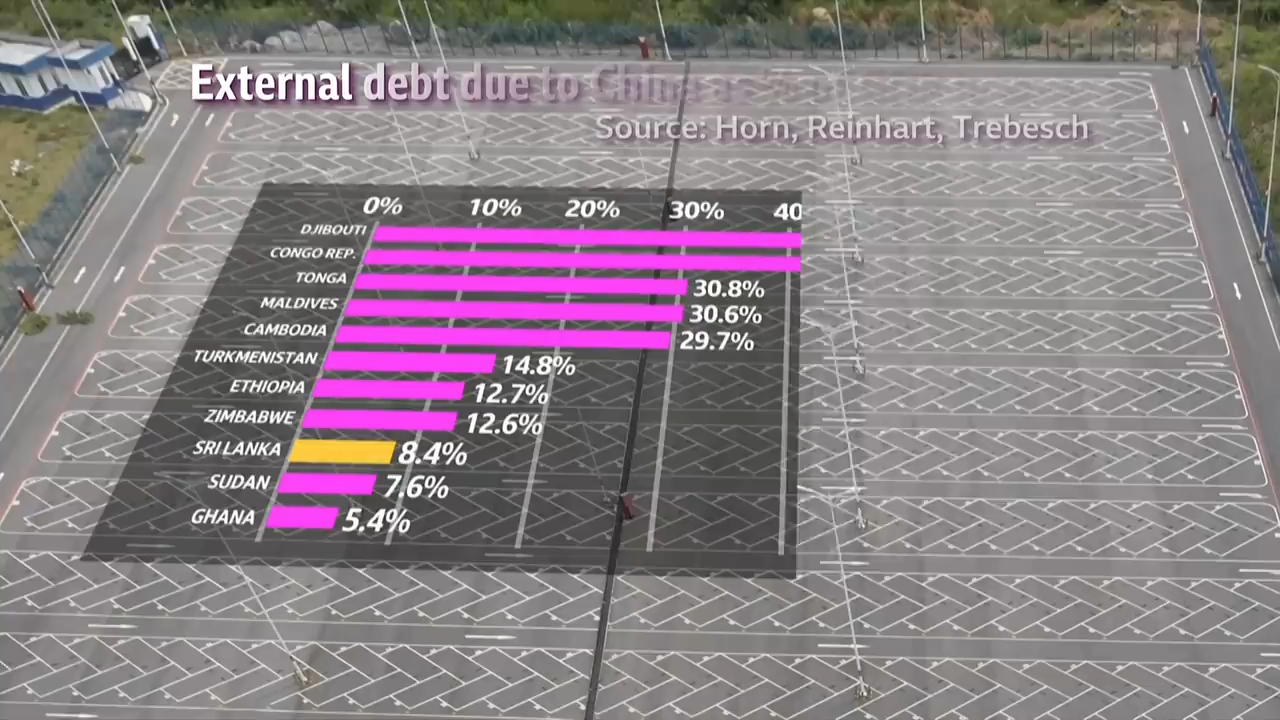 External debt due to China as
Source: Horn, Reinhart, Trebesch
0% 10% 20% 30% 40
DJIBOUTI
CONGO REP.
TONGA 30.8%
MALDIVES 30.6%
CAMBODIA 29.7%
TURKMENISTAN 14.8%
ETHIOPIA 12.7%
ZIMBABWE 12.6%
SRI LANKA 8.4%
SUDAN 7.6%
GHANA 5.4%